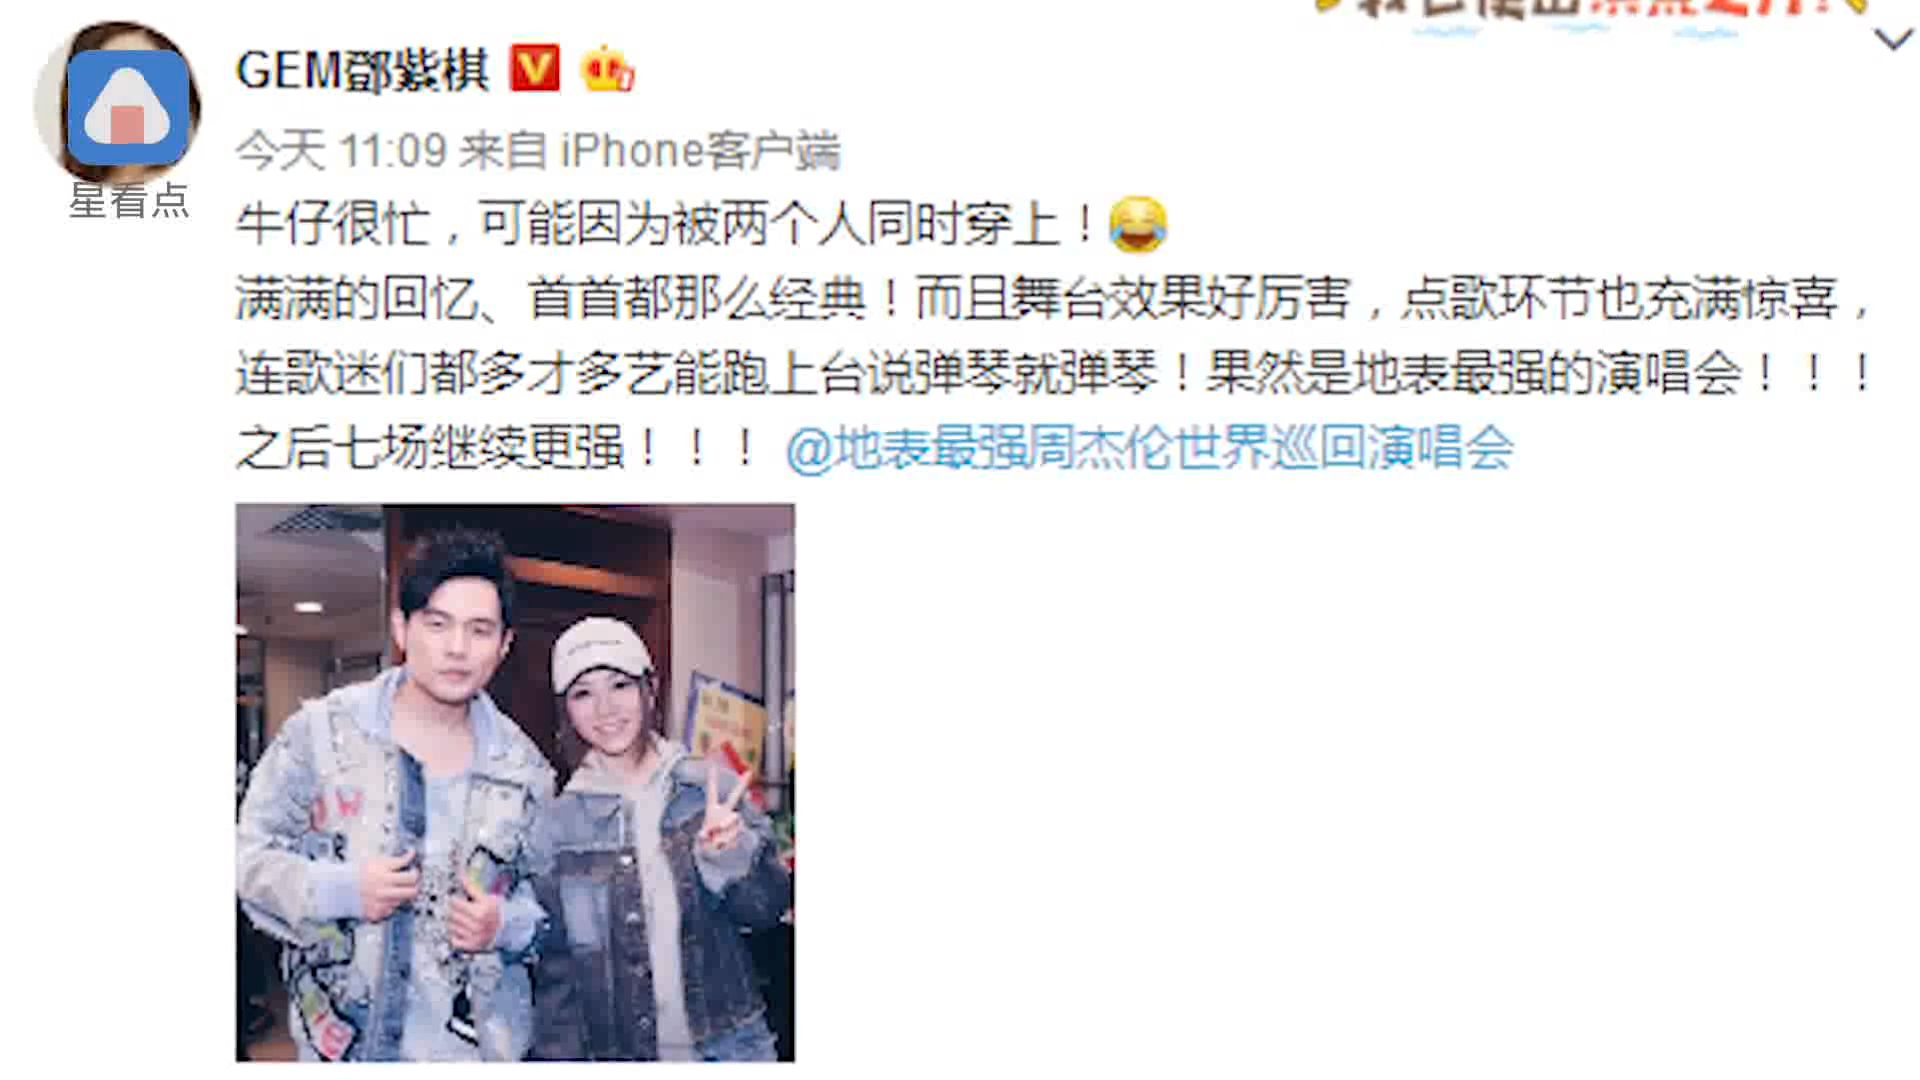 GEM鄧紫棋
今天 11:09 来自 iPhone客户端
星看点
牛仔很忙，可能因为被两个人同时穿上！😂
满满的回忆、首首都那么经典！而且舞台效果好厉害，点歌环节也充满惊喜，
连歌迷们都多才多艺能跑上台说弹琴就弹琴！果然是地表最强的演唱会！！！
之后七场继续更强！！！ @地表最强周杰伦世界巡回演唱会